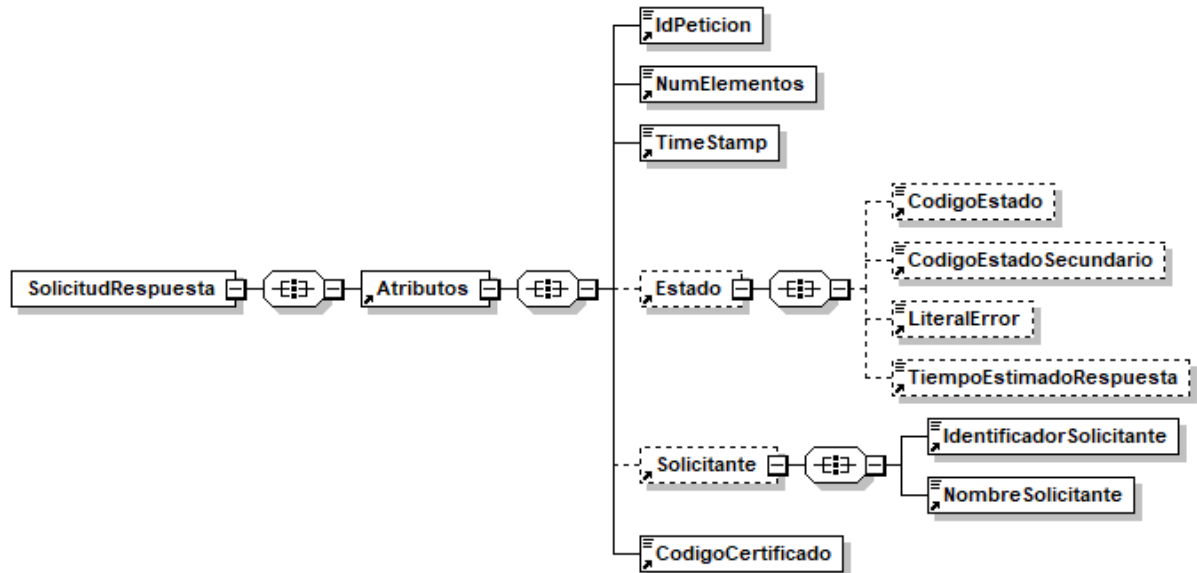 IdPeticion
NumElementos
TimeStamp
CodigoEstado
CodigoEstadoSecundario
SolicitudRespuesta
Atributos
Estado
LiteralError
TiempoEstimadoRespuesta
IdentificadorSolicitante
Solicitante
NombreSolicitante
CodigoCertificado